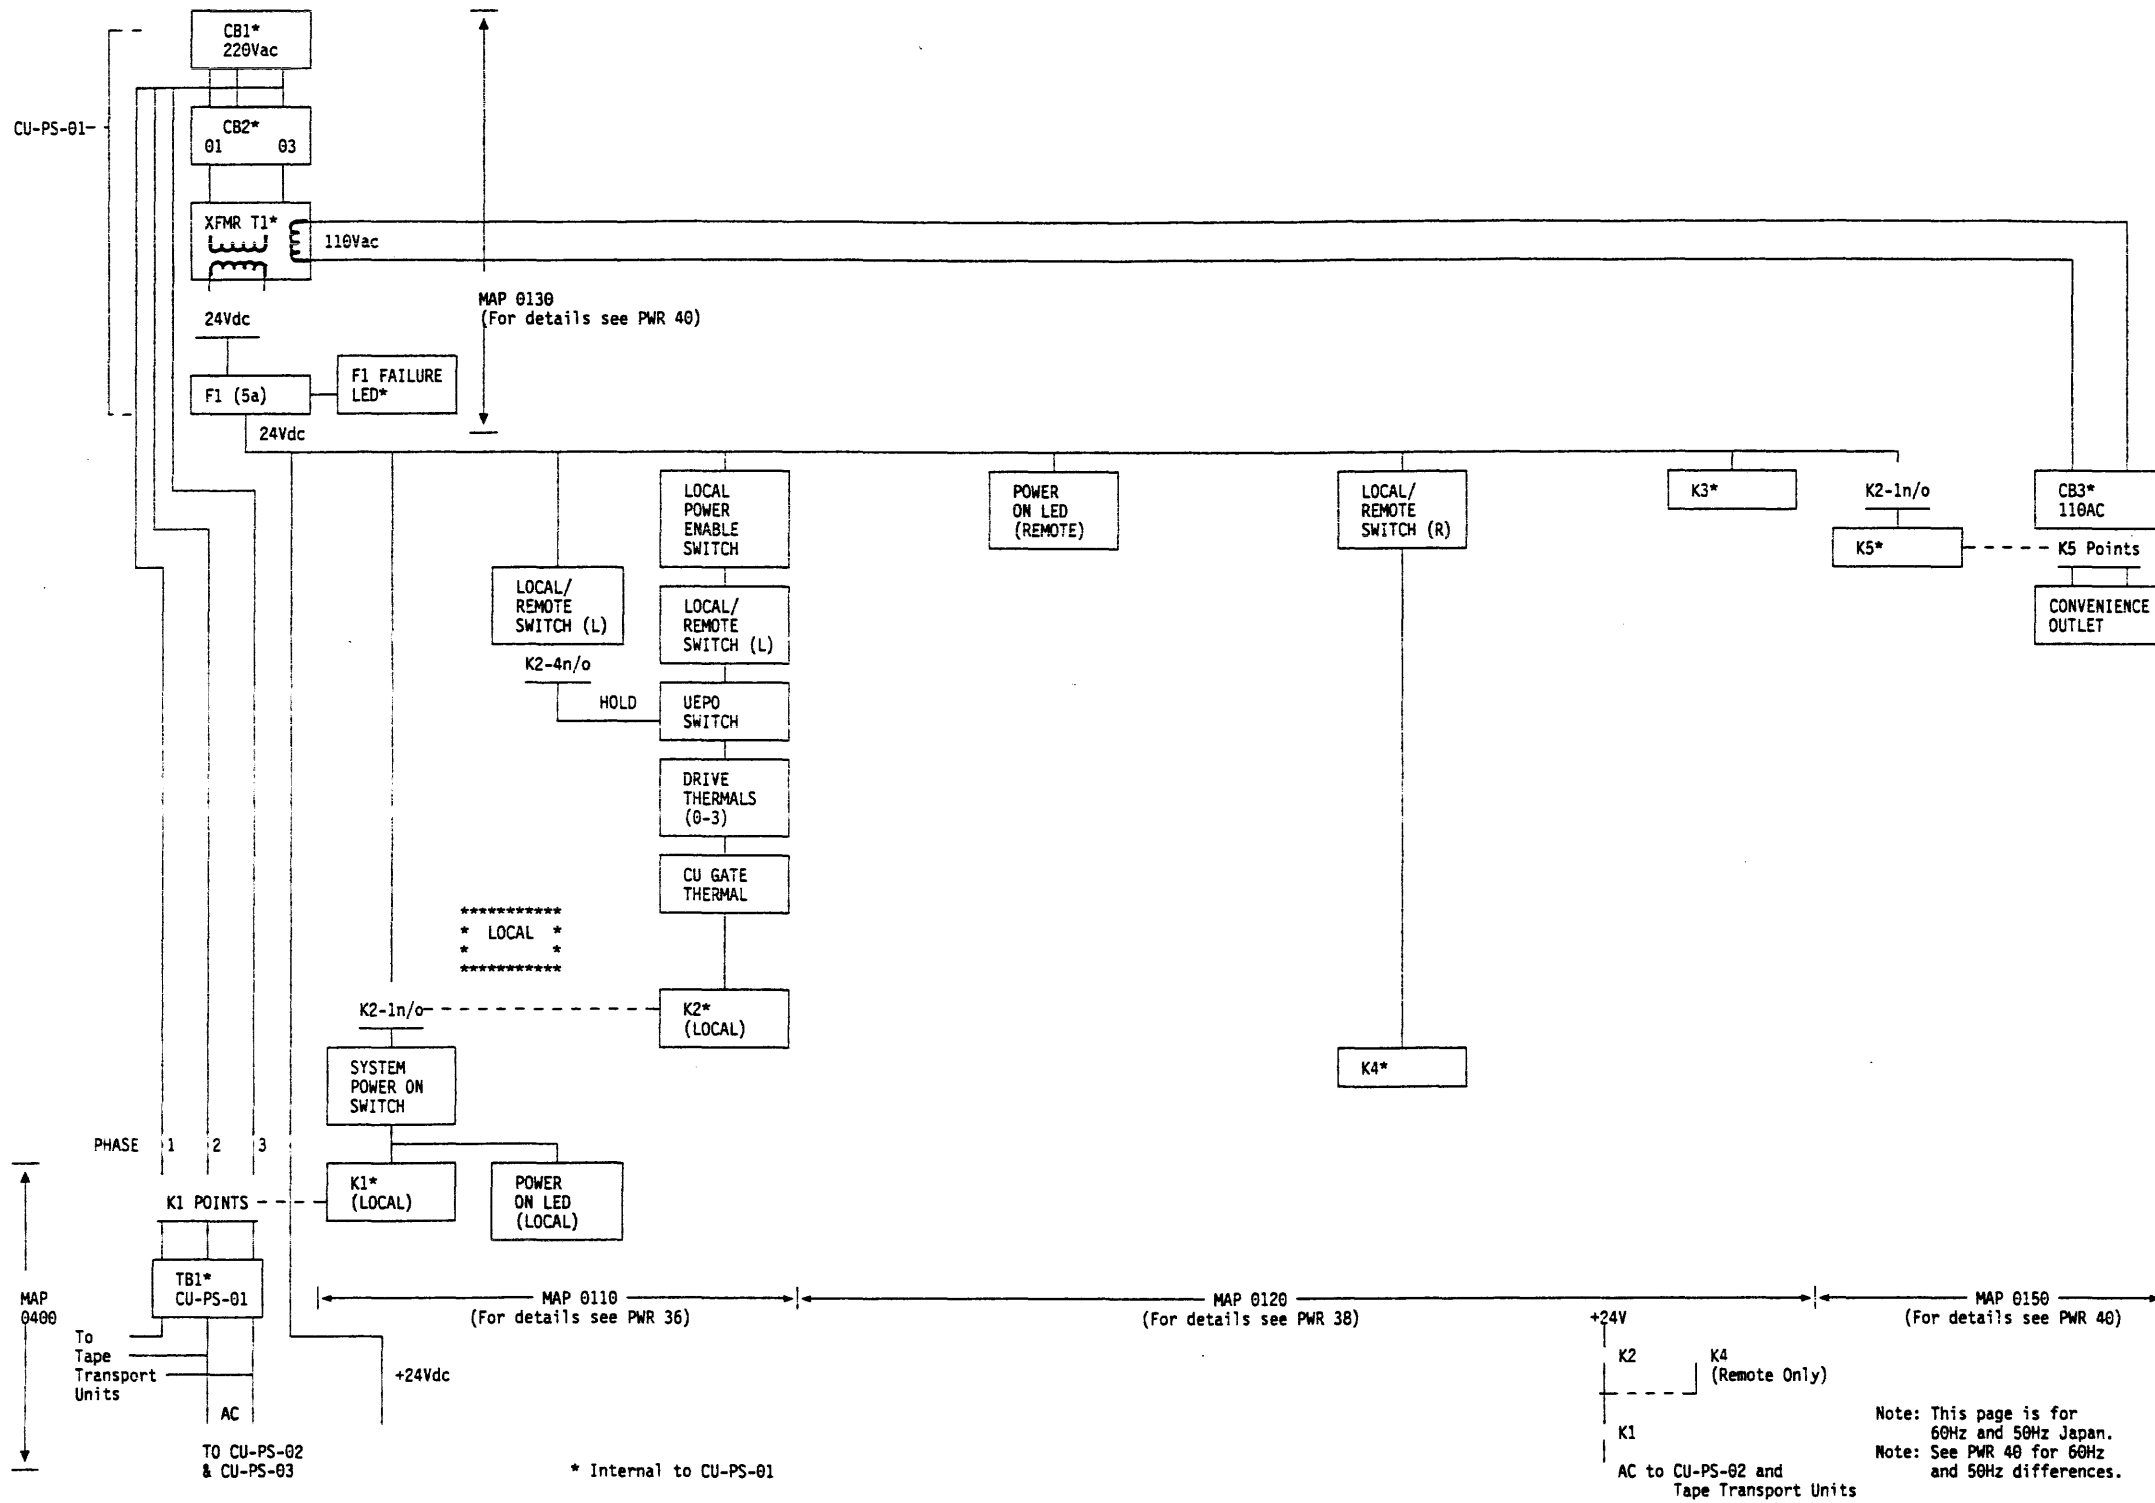 CB1*
220Vac
CU-PS-01
CB2*
01 03
XFMR T1*
110Vac
MAP 0130
(For details see PWR 40)
24Vdc
F1 FAILURE
LED*
F1 (5a)
24Vdc
LOCAL
POWER
ENABLE
SWITCH
POWER
ON LED
(REMOTE)
LOCAL/
REMOTE
SWITCH (R)
K3*
K2-1n/o
CB3*
110AC
K5*
K5 Points
CONVENIENCE
OUTLET
LOCAL/
REMOTE
SWITCH (L)
LOCAL/
REMOTE
SWITCH (L)
K2-4n/o
HOLD
UEPO
SWITCH
DRIVE
THERMALS
(0-3)
CU GATE
THERMAL
***********
* LOCAL *
* *
***********
K2-1n/o
K2*
(LOCAL)
SYSTEM
POWER ON
SWITCH
K4*
PHASE 1 2 3
K1 POINTS
K1*
(LOCAL)
POWER
ON LED
(LOCAL)
TB1*
CU-PS-01
MAP
0400
MAP 0110
(For details see PWR 36)
MAP 0120
(For details see PWR 38)
MAP 0150
(For details see PWR 40)
To
Tape
Transport
Units
+24Vdc
AC
TO CU-PS-02
& CU-PS-03
* Internal to CU-PS-01
+24V
K2
K4
(Remote Only)
K1
AC to CU-PS-02 and
Tape Transport Units
Note: This page is for
60Hz and 50Hz Japan.
Note: See PWR 40 for 60Hz
and 50Hz differences.